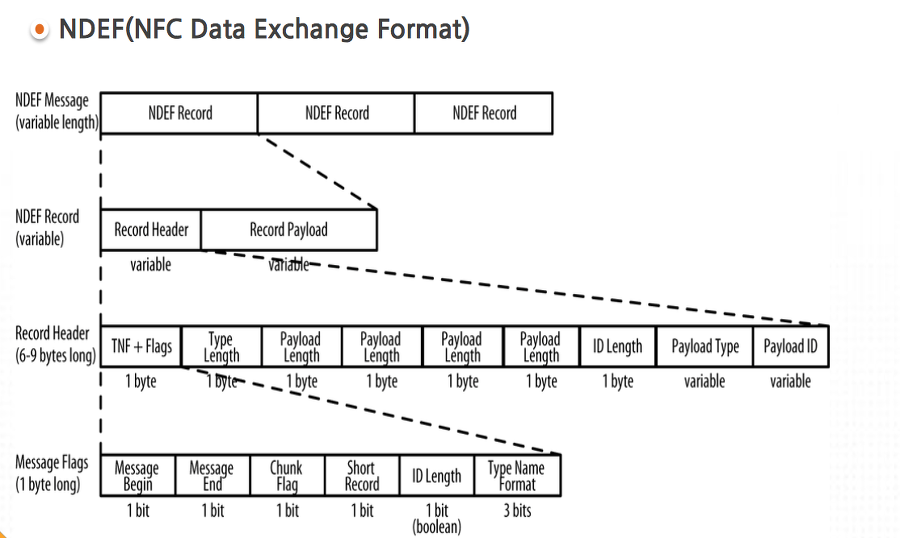 NDEF(NFC Data Exchange Format)
NDEF Message
(variable length)
NDEF Record
NDEF Record
NDEF Record
NDEF Record
(variable)
Record Header
Record Payload
variable
variable
Record Header
(6-9 bytes long)
TNF + Flags
Type
Length
Payload
Length
Payload
Length
Payload
Length
Payload
Length
ID Length
Payload Type
Payload ID
1 byte
1 byte
1 byte
1 byte
1 byte
1 byte
1 byte
variable
variable
Message Flags
(1 byte long)
Message
Begin
Message
End
Chunk
Flag
Short
Record
ID Length
Type Name
Format
1 bit
1 bit
1 bit
1 bit
1 bit
(boolean)
3 bits